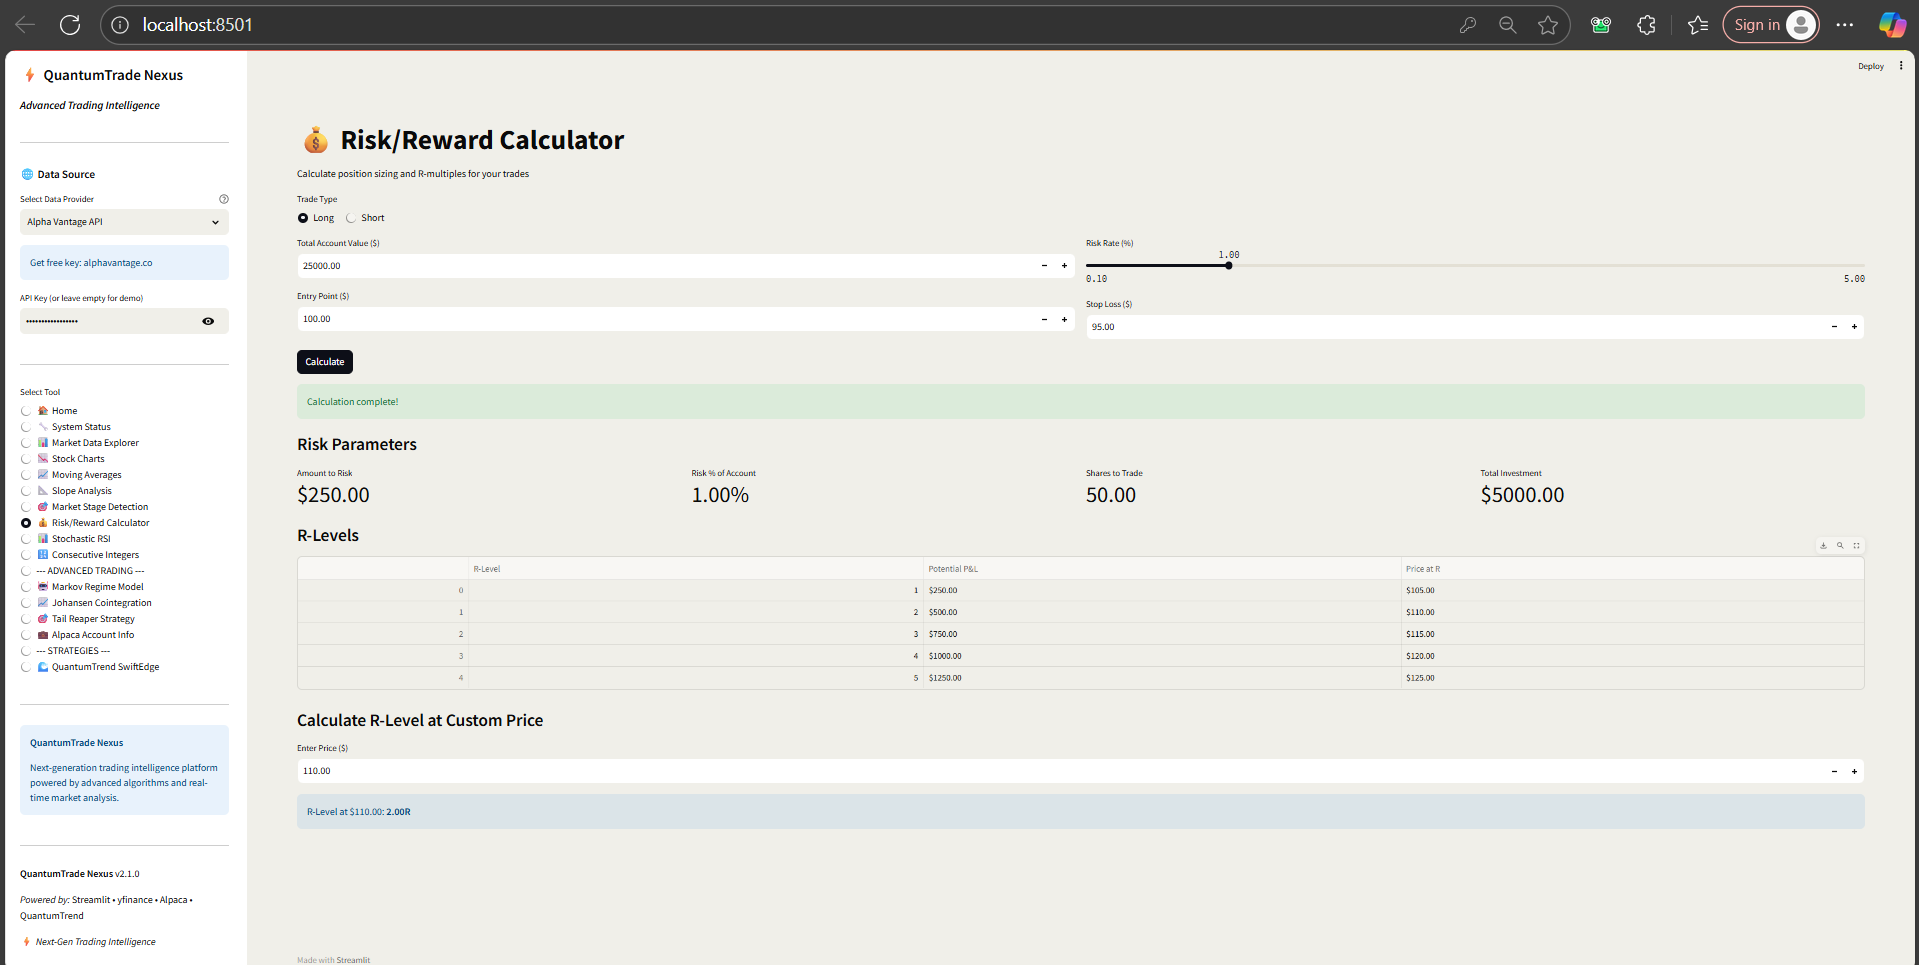 localhost:8501
Sign in
QuantumTrade Nexus
Advanced Trading Intelligence
Data Source
Select Data Provider
Alpha Vantage API
Get free key: alphavantage.co
API Key (or leave empty for demo)
•••••••••••••••••
Select Tool
Home
System Status
Market Data Explorer
Stock Charts
Moving Averages
Slope Analysis
Market Stage Detection
Risk/Reward Calculator
Stochastic RSI
Consecutive Integers
--- ADVANCED TRADING ---
Markov Regime Model
Johansen Cointegration
Tail Reaper Strategy
Alpaca Account Info
--- STRATEGIES ---
QuantumTrend SwiftEdge
QuantumTrade Nexus
Next-generation trading intelligence platform
powered by advanced algorithms and real-
time market analysis.
QuantumTrade Nexus v2.1.0
Powered by: Streamlit • yfinance • Alpaca •
QuantumTrend
Next-Gen Trading Intelligence
Deploy
Risk/Reward Calculator
Calculate position sizing and R-multiples for your trades
Trade Type
Long Short
Total Account Value ($)
25000.00
Risk Rate (%)
1.00
0.10 5.00
Entry Point ($)
100.00
Stop Loss ($)
95.00
Calculate
Calculation complete!
Risk Parameters
Amount to Risk Risk % of Account Shares to Trade Total Investment
$250.00 1.00% 50.00 $5000.00
R-Levels
R-Level Potential P&L Price at R
0 1 $250.00 $105.00
1 2 $500.00 $110.00
2 3 $750.00 $115.00
3 4 $1000.00 $120.00
4 5 $1250.00 $125.00
Calculate R-Level at Custom Price
Enter Price ($)
110.00
R-Level at $110.00: 2.00R
Made with Streamlit